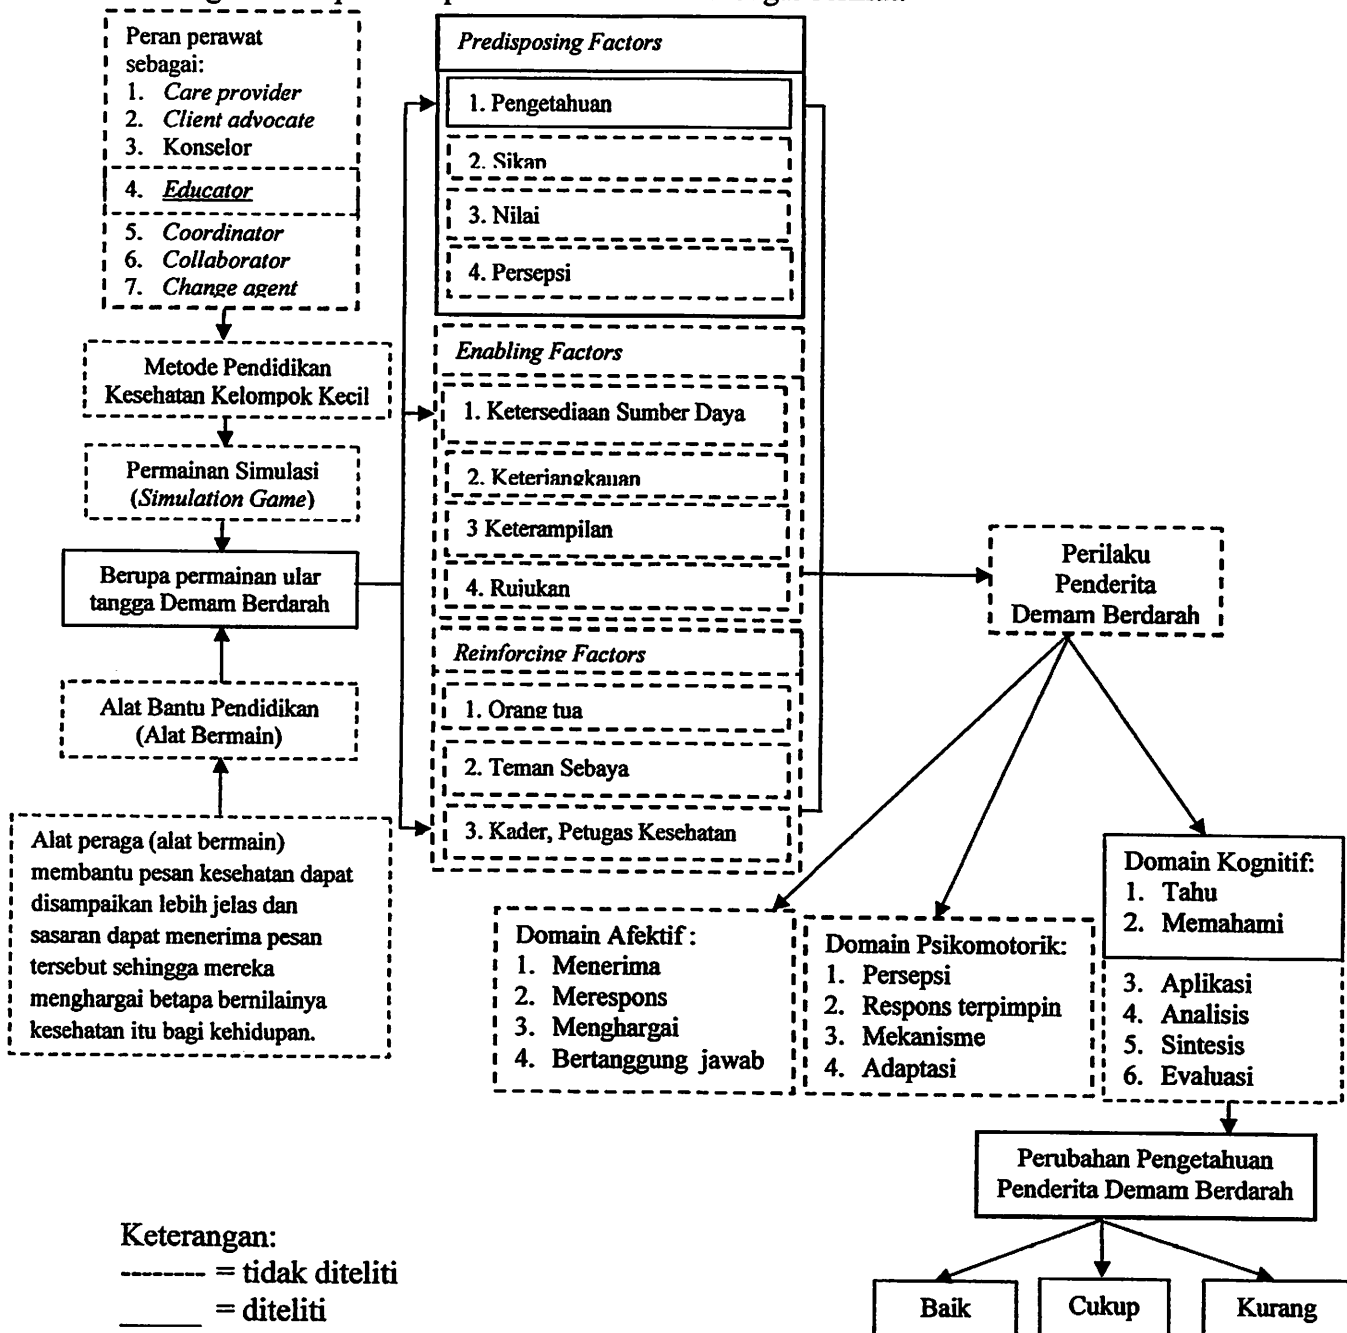 Peran perawat
sebagai:
1. Care provider
2. Client advocate
3. Konselor
4. Educator
5. Coordinator
6. Collaborator
7. Change agent
Metode Pendidikan
Kesehatan Kelompok Kecil
Permainan Simulasi
(Simulation Game)
Berupa permainan ular
tangga Demam Berdarah
Alat Bantu Pendidikan
(Alat Bermain)
Alat peraga (alat bermain)
membantu pesan kesehatan dapat
disampaikan lebih jelas dan
sasaran dapat menerima pesan
tersebut sehingga mereka
menghargai betapa bernilainya
kesehatan itu bagi kehidupan.
Predisposing Factors
1. Pengetahuan
2. Sikap
3. Nilai
4. Persepsi
Enabling Factors
1. Ketersediaan Sumber Daya
2. Keterjangkauan
3 Keterampilan
4. Rujukan
Reinforcing Factors
1. Orang tua
2. Teman Sebaya
3. Kader, Petugas Kesehatan
Perilaku
Penderita
Demam Berdarah
Domain Afektif :
1. Menerima
2. Merespons
3. Menghargai
4. Bertanggung jawab
Domain Psikomotorik:
1. Persepsi
2. Respons terpimpin
3. Mekanisme
4. Adaptasi
Domain Kognitif:
1. Tahu
2. Memahami
3. Aplikasi
4. Analisis
5. Sintesis
6. Evaluasi
Perubahan Pengetahuan
Penderita Demam Berdarah
Baik
Cukup
Kurang
Keterangan:
-------- = tidak diteliti
_____ = diteliti